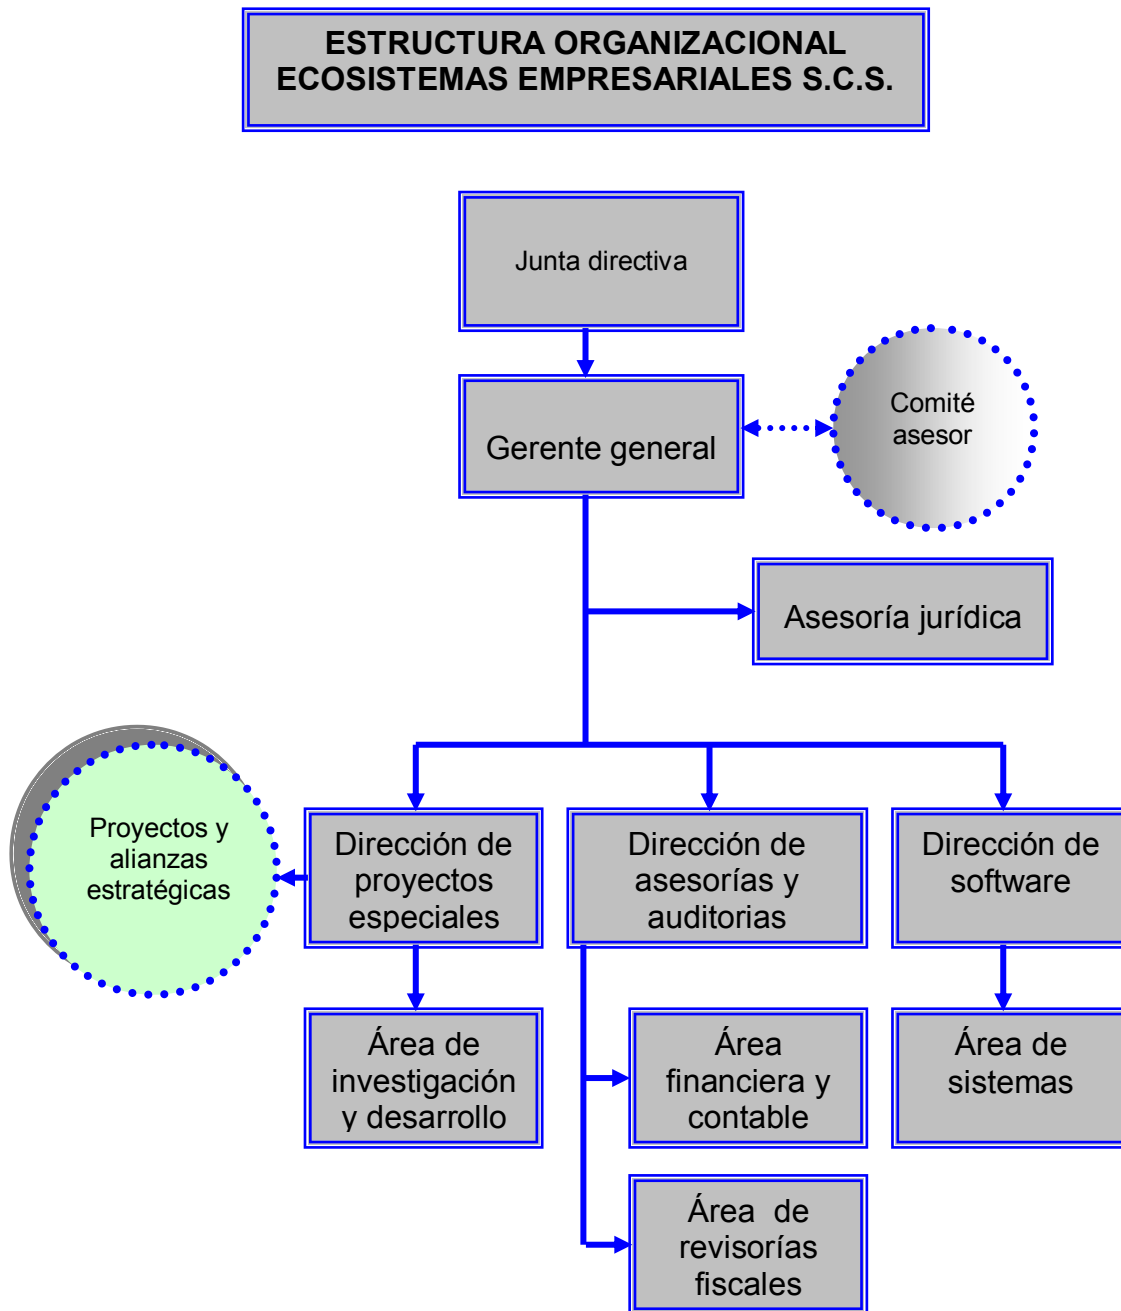 ESTRUCTURA ORGANIZACIONAL
ECOSISTEMAS EMPRESARIALES S.C.S.
Junta directiva
Gerente general
Comité
asesor
Asesoría jurídica
Proyectos y
alianzas
estratégicas
Dirección de
proyectos
especiales
Dirección de
asesorías y
auditorias
Dirección de
software
Área de
investigación
y desarrollo
Área
financiera y
contable
Área de
sistemas
Área  de
revisorías
fiscales